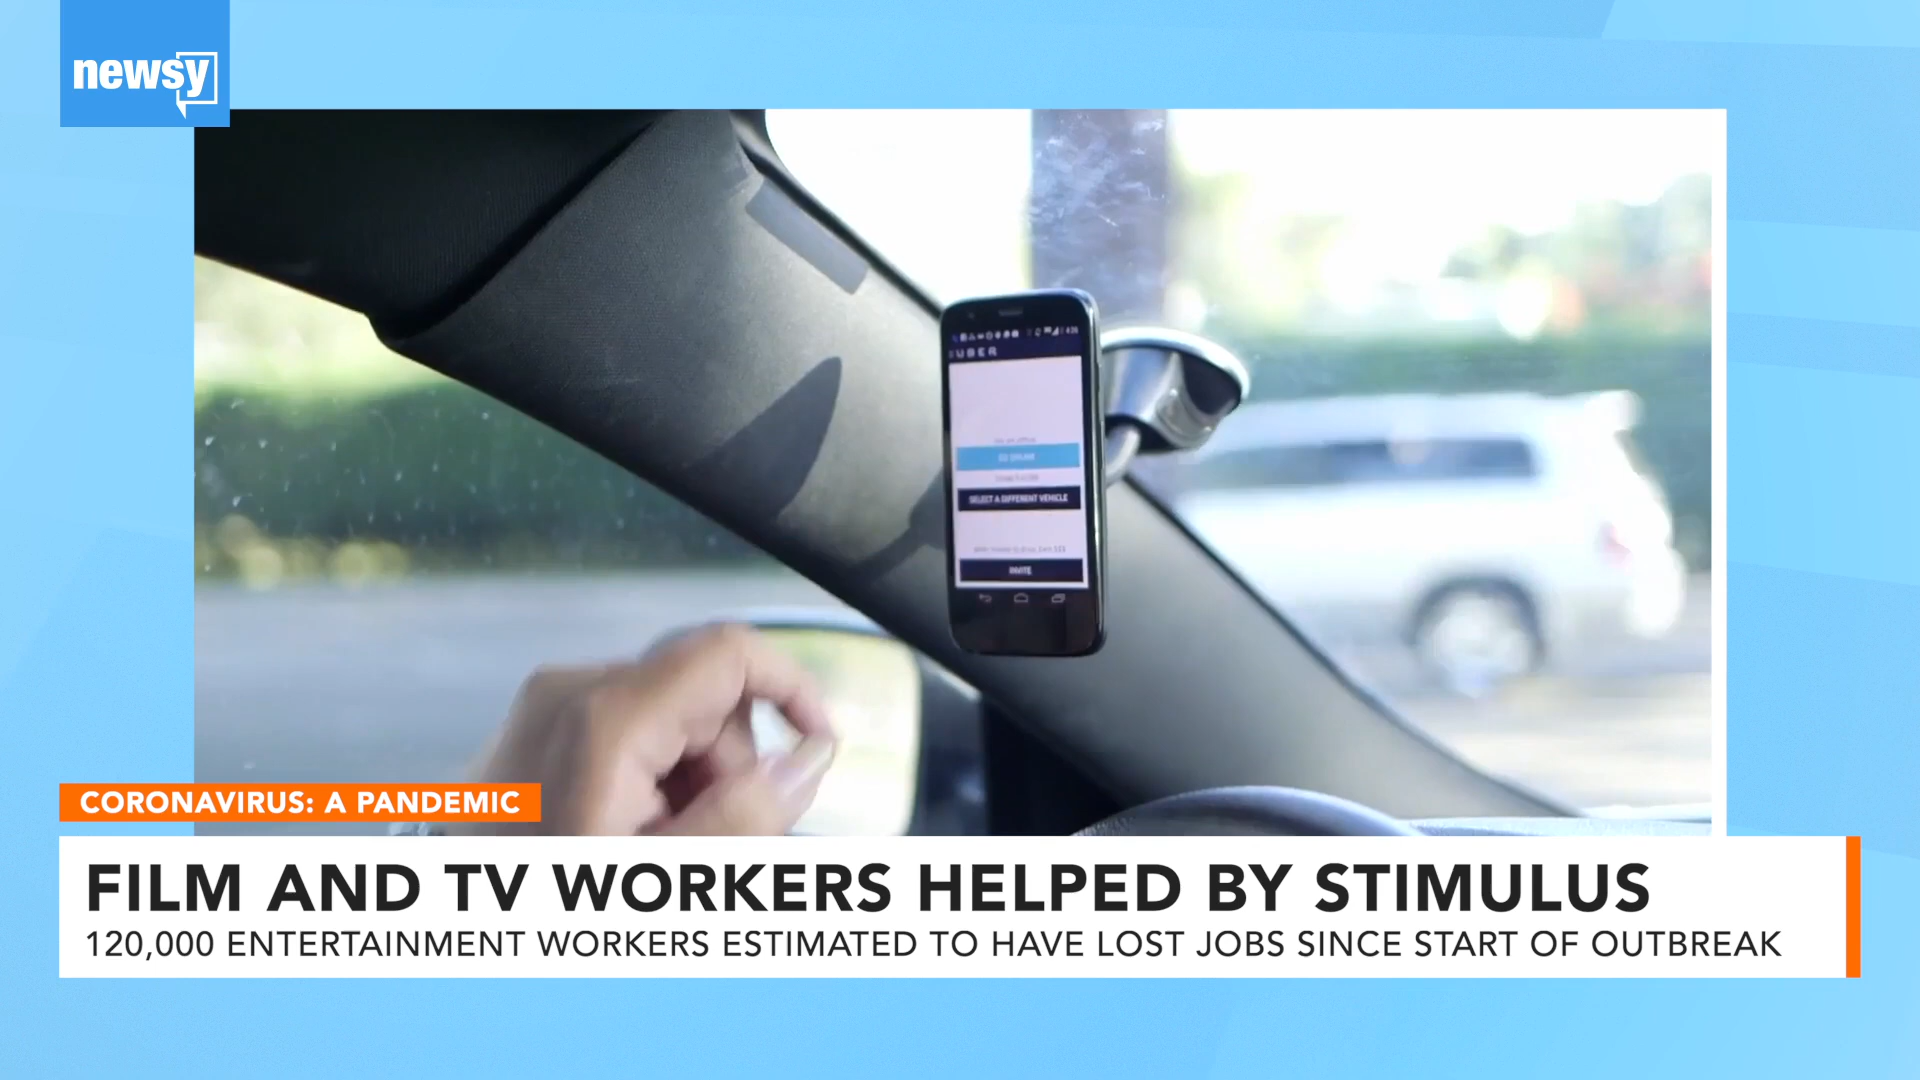 newsy
UBER
SELECT A DIFFERENT VEHICLE
INVITE
CORONAVIRUS: A PANDEMIC
FILM AND TV WORKERS HELPED BY STIMULUS
120,000 ENTERTAINMENT WORKERS ESTIMATED TO HAVE LOST JOBS SINCE START OF OUTBREAK